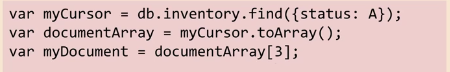 var myCursor = db.inventory.find({status: A});
var documentArray = myCursor.toArray();
var myDocument = documentArray[3];